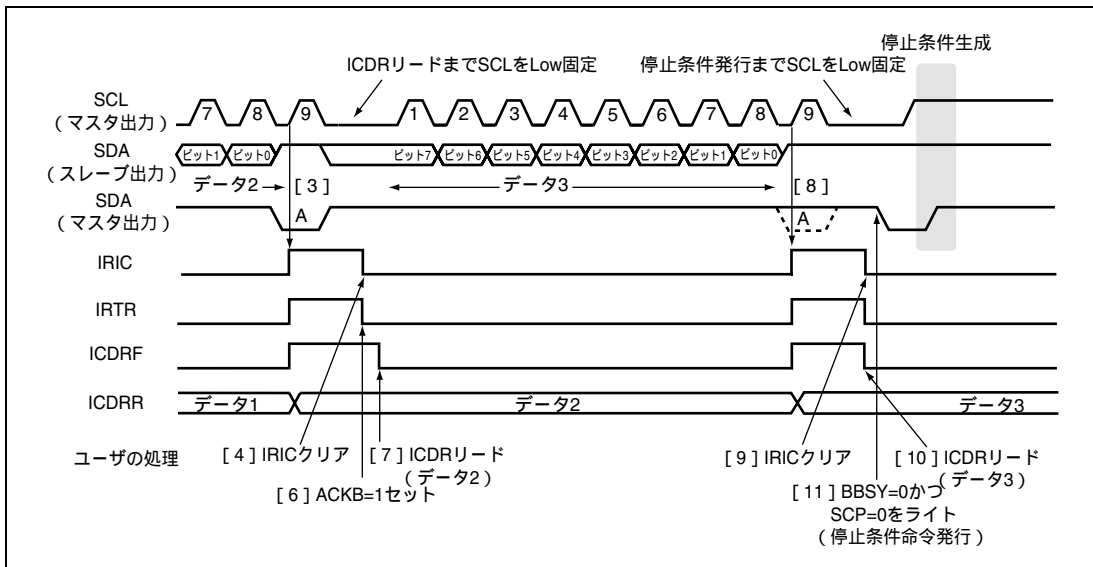 停止条件生成
ICDRリードまでSCLをLow固定
停止条件発行までSCLをLow固定
SCL
（マスタ出力）
7 8 9 1 2 3 4 5 6 7 8 9
SDA
（スレーブ出力）
ビット1 ビット0 ビット7 ビット6 ビット5 ビット4 ビット3 ビット2 ビット1 ビット0
データ2 [ 3 ] データ3 [ 8 ]
SDA
（マスタ出力）
A A
IRIC
IRTR
ICDRF
ICDRR
データ1 データ2 データ3
ユーザの処理
[ 4 ] IRICクリア
[ 7 ] ICDRリード
（データ2）
[ 6 ] ACKB=1セット
[ 9 ] IRICクリア
[ 10 ] ICDRリード
（データ3）
[ 11 ] BBSY=0かつ
SCP=0をライト
（停止条件命令発行）